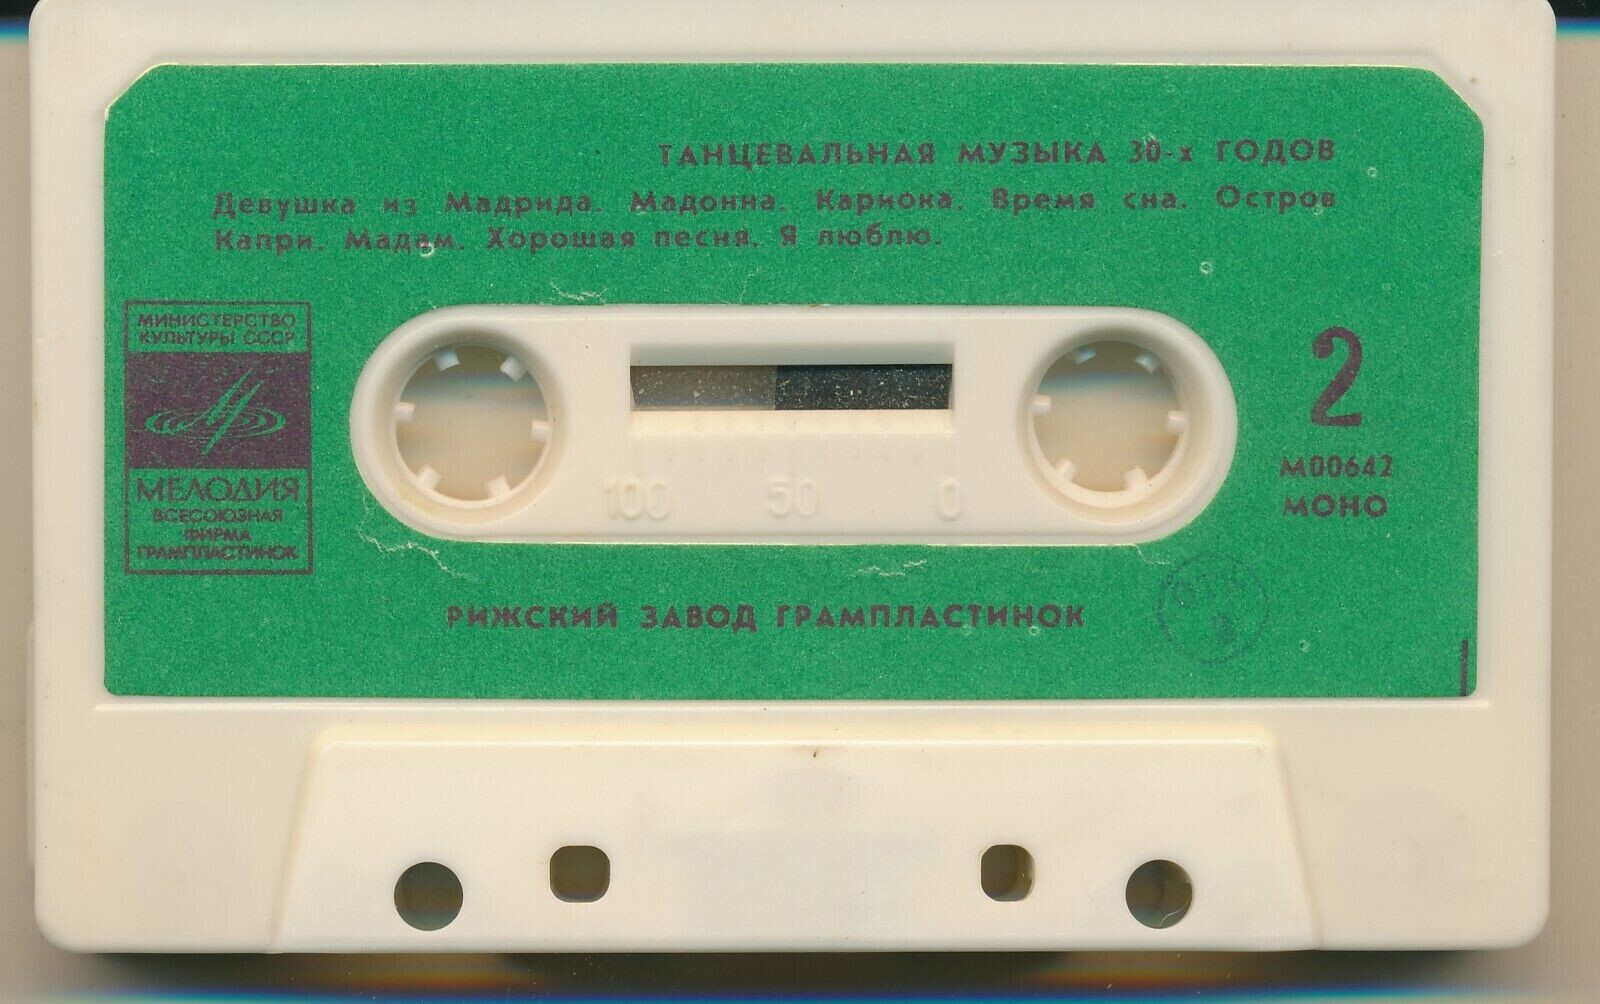 ТАНЦЕВАЛЬНАЯ МУЗЫКА 30-х ГОДОВ
Девушка из Мадрида. Мадонна. Кариока. Время сна. Остров
Капри. Мадам. Хорошая песня. Я люблю.
МИНИСТЕРСТВО
КУЛЬТУРЫ СССР
МЕЛОДИЯ
ВСЕСОЮЗНАЯ
ФИРМА
ГРАМПЛАСТИНОК
2
М00642
МОНО
100 50 0
РИЖСКИЙ ЗАВОД ГРАМПЛАСТИНОК